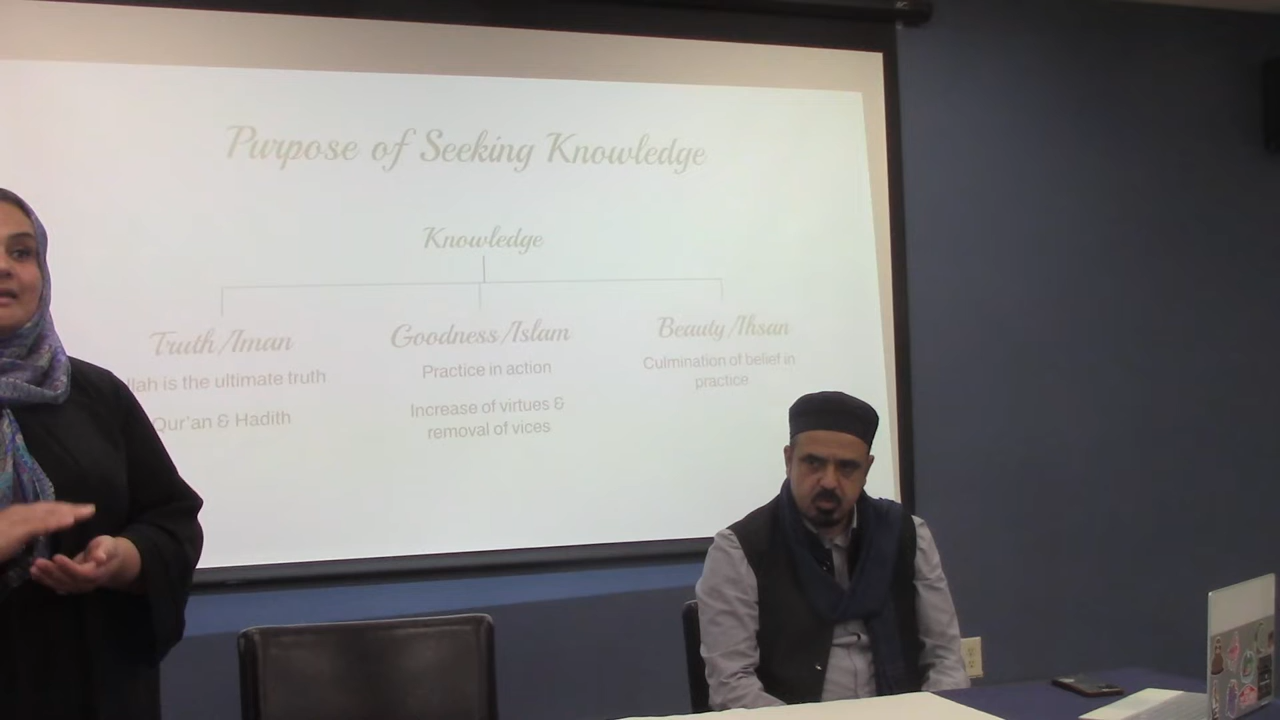 Purpose of Seeking Knowledge
Knowledge
Truth/Iman
llah is the ultimate truth
Qur'an & Hadith
Goodness/Islam
Practice in action
Increase of virtues &
removal of vices
Beauty/Ihsan
Culmination of belief in
practice